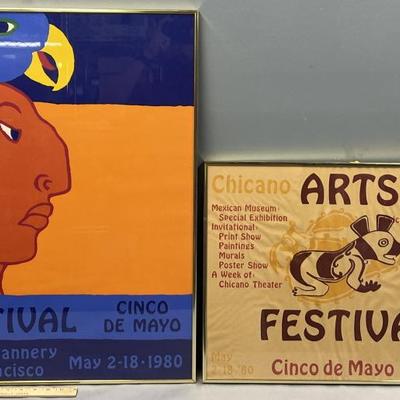 TIVAL
CINCO
DE MAYO
annery
cisco
May 2-18·1980
Chicano
ARTS
Mexican Museum
Special Exhibition
Invitational
Print Show
Paintings
Murals
Poster Show
A Week of
Chicano Theater
FESTIVA
May
2-18·'80
Cinco de Mayo